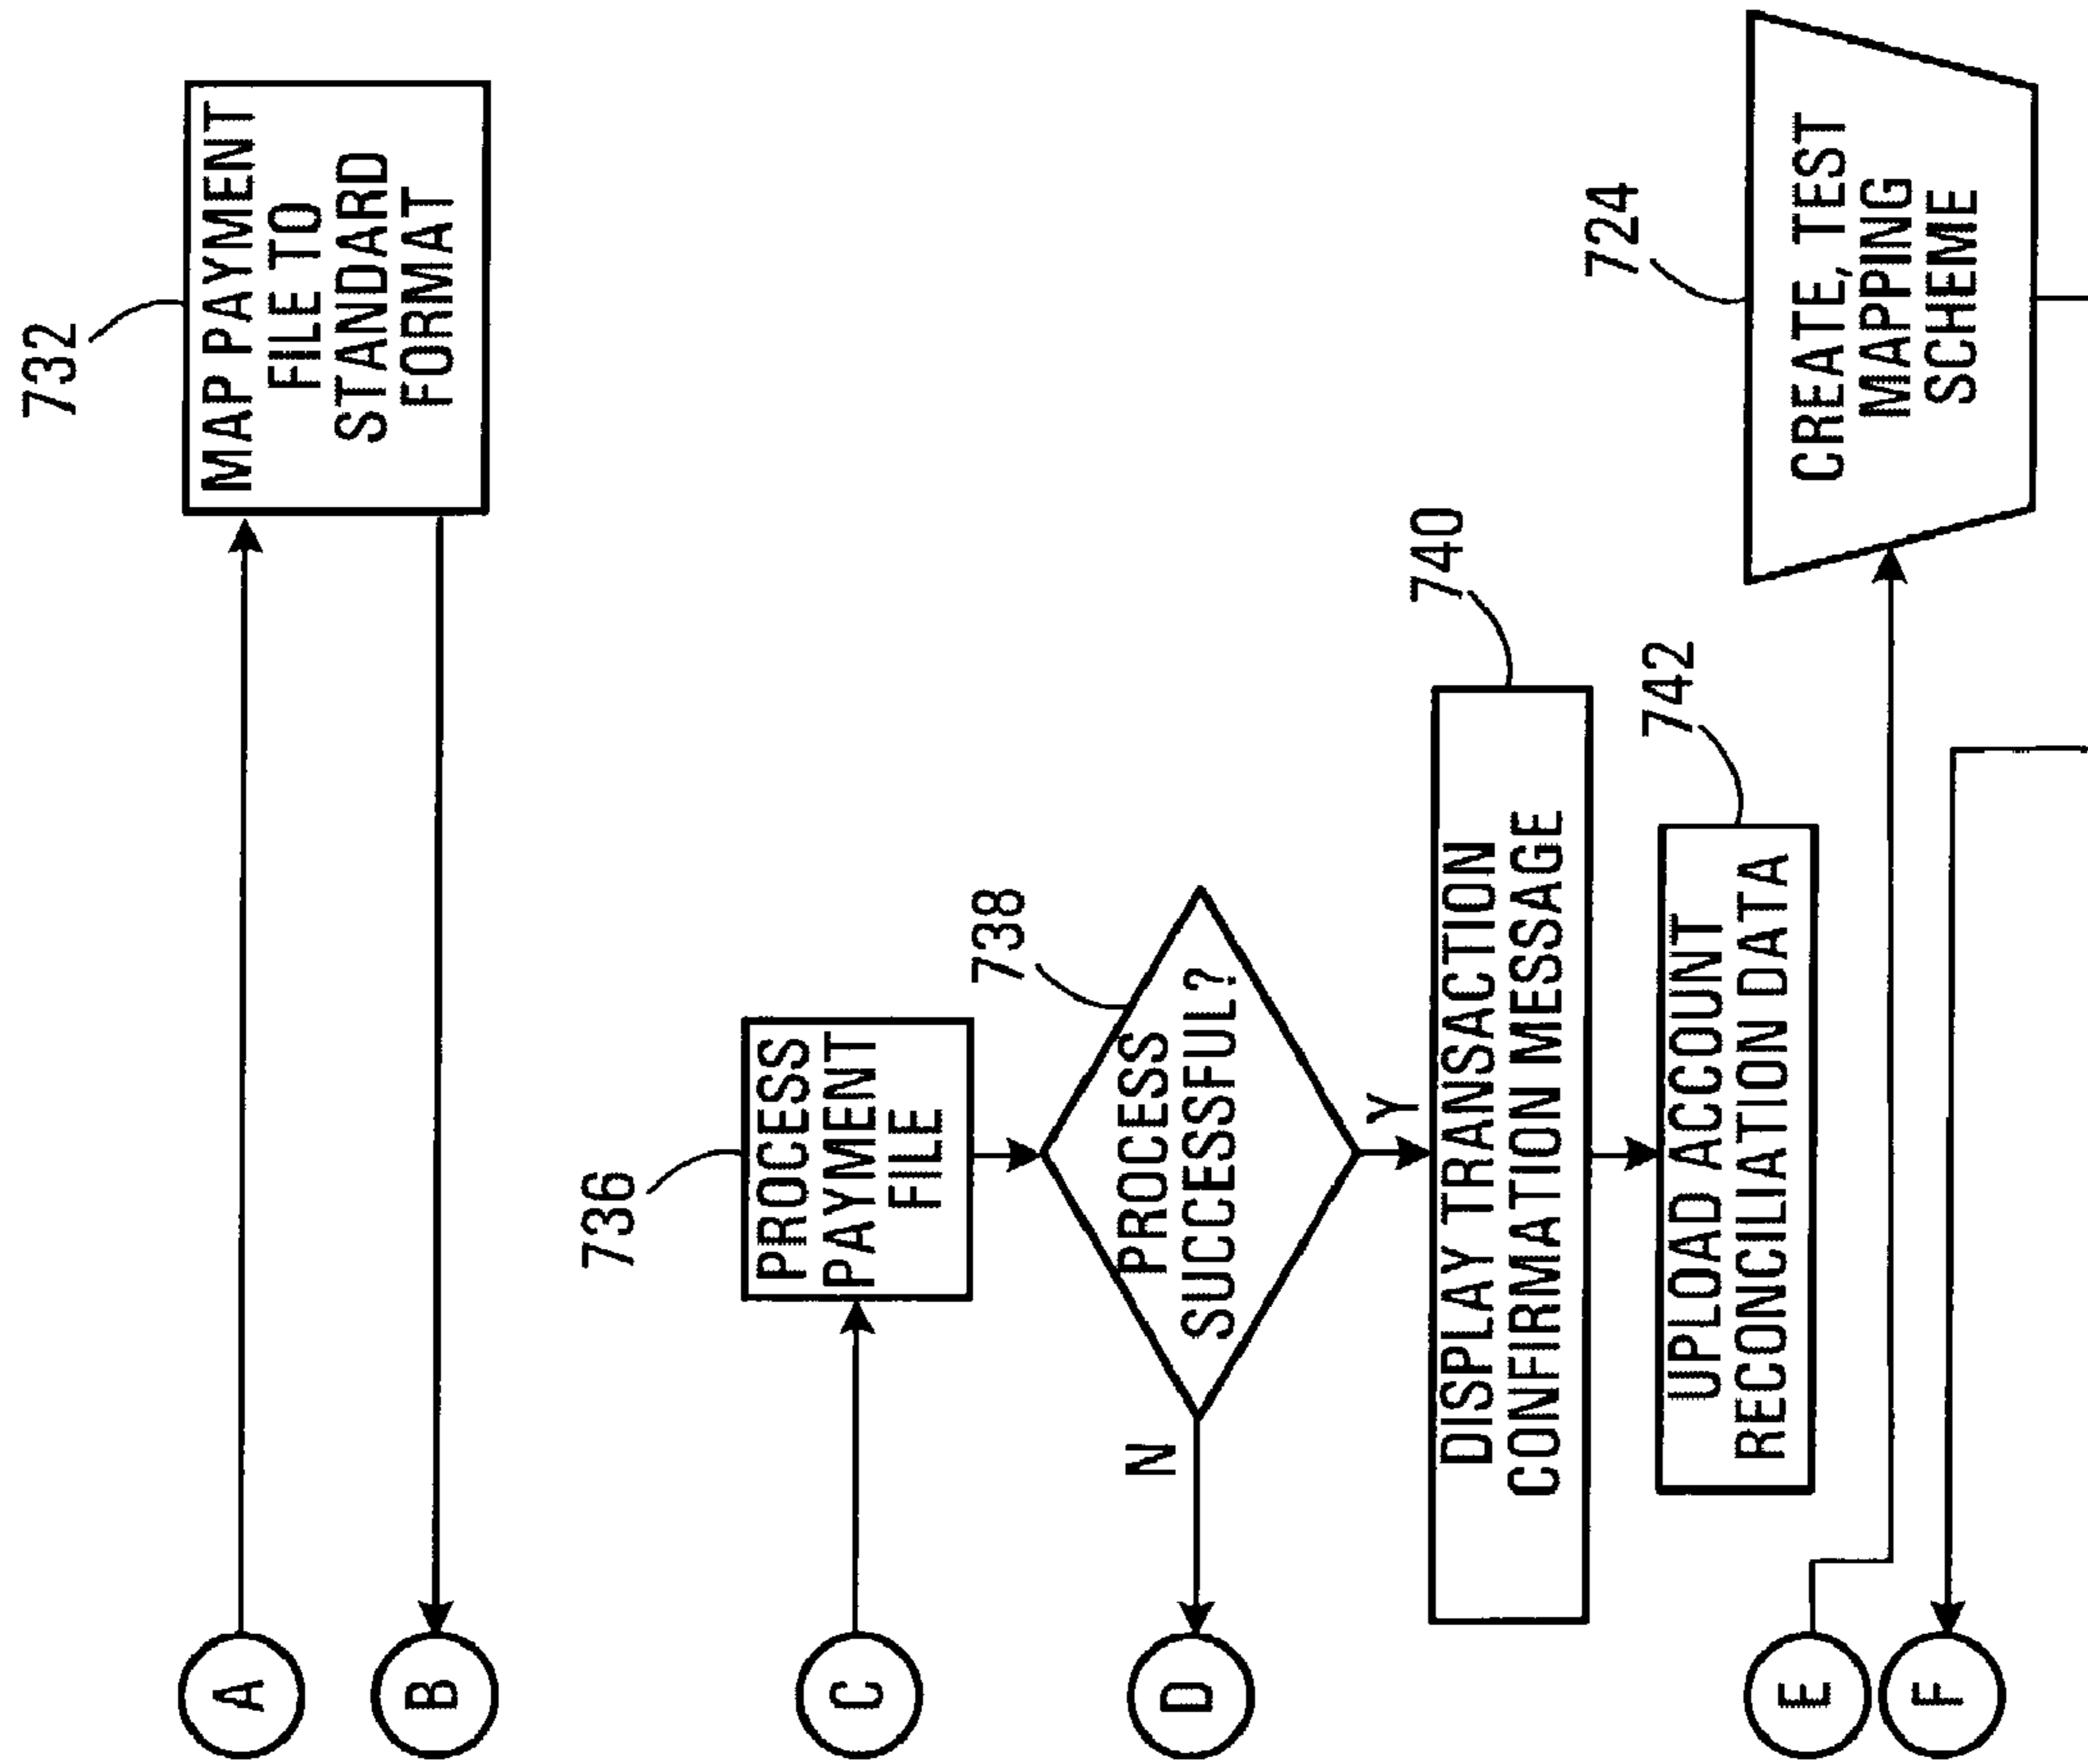 A
732
MAP PAYMENT
FILE TO
STANDARD
FORMAT
B
C
736
PROCESS
PAYMENT
FILE
738
PROCESS
SUCCESSFUL?
N
D
Y
740
DISPLAY TRANSACTION
CONFIRMATION MESSAGE
742
UPLOAD ACCOUNT
RECONCILIATION DATA
E
724
CREATE, TEST
MAPPING
SCHEME
F